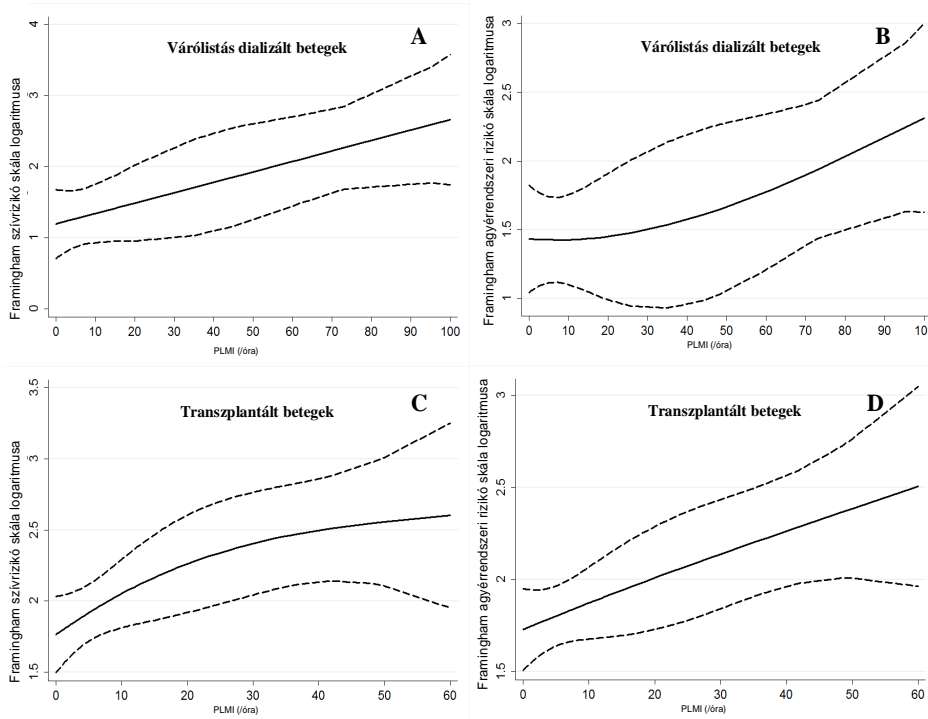 Várólistás dializált betegek
A
Framingham szívrizikó skála logaritmusa
4
3
2
1
0
0 10 20 30 40 50 60 70 80 90 100
PLMI (/óra)
Várólistás dializált betegek
B
Framingham agyérrendszeri rizikó skála logaritmusa
3
2.5
2
1.5
1
0 10 20 30 40 50 60 70 80 90 100
PLMI (/óra)
Transzplantált betegek
C
Framingham szívrizikó skála logaritmusa
3.5
3
2.5
2
1.5
0 10 20 30 40 50 60
PLMI (/óra)
Transzplantált betegek
D
Framingham agyérrendszeri rizikó skála logaritmusa
3
2.5
2
1.5
0 10 20 30 40 50 60
PLMI (/óra)